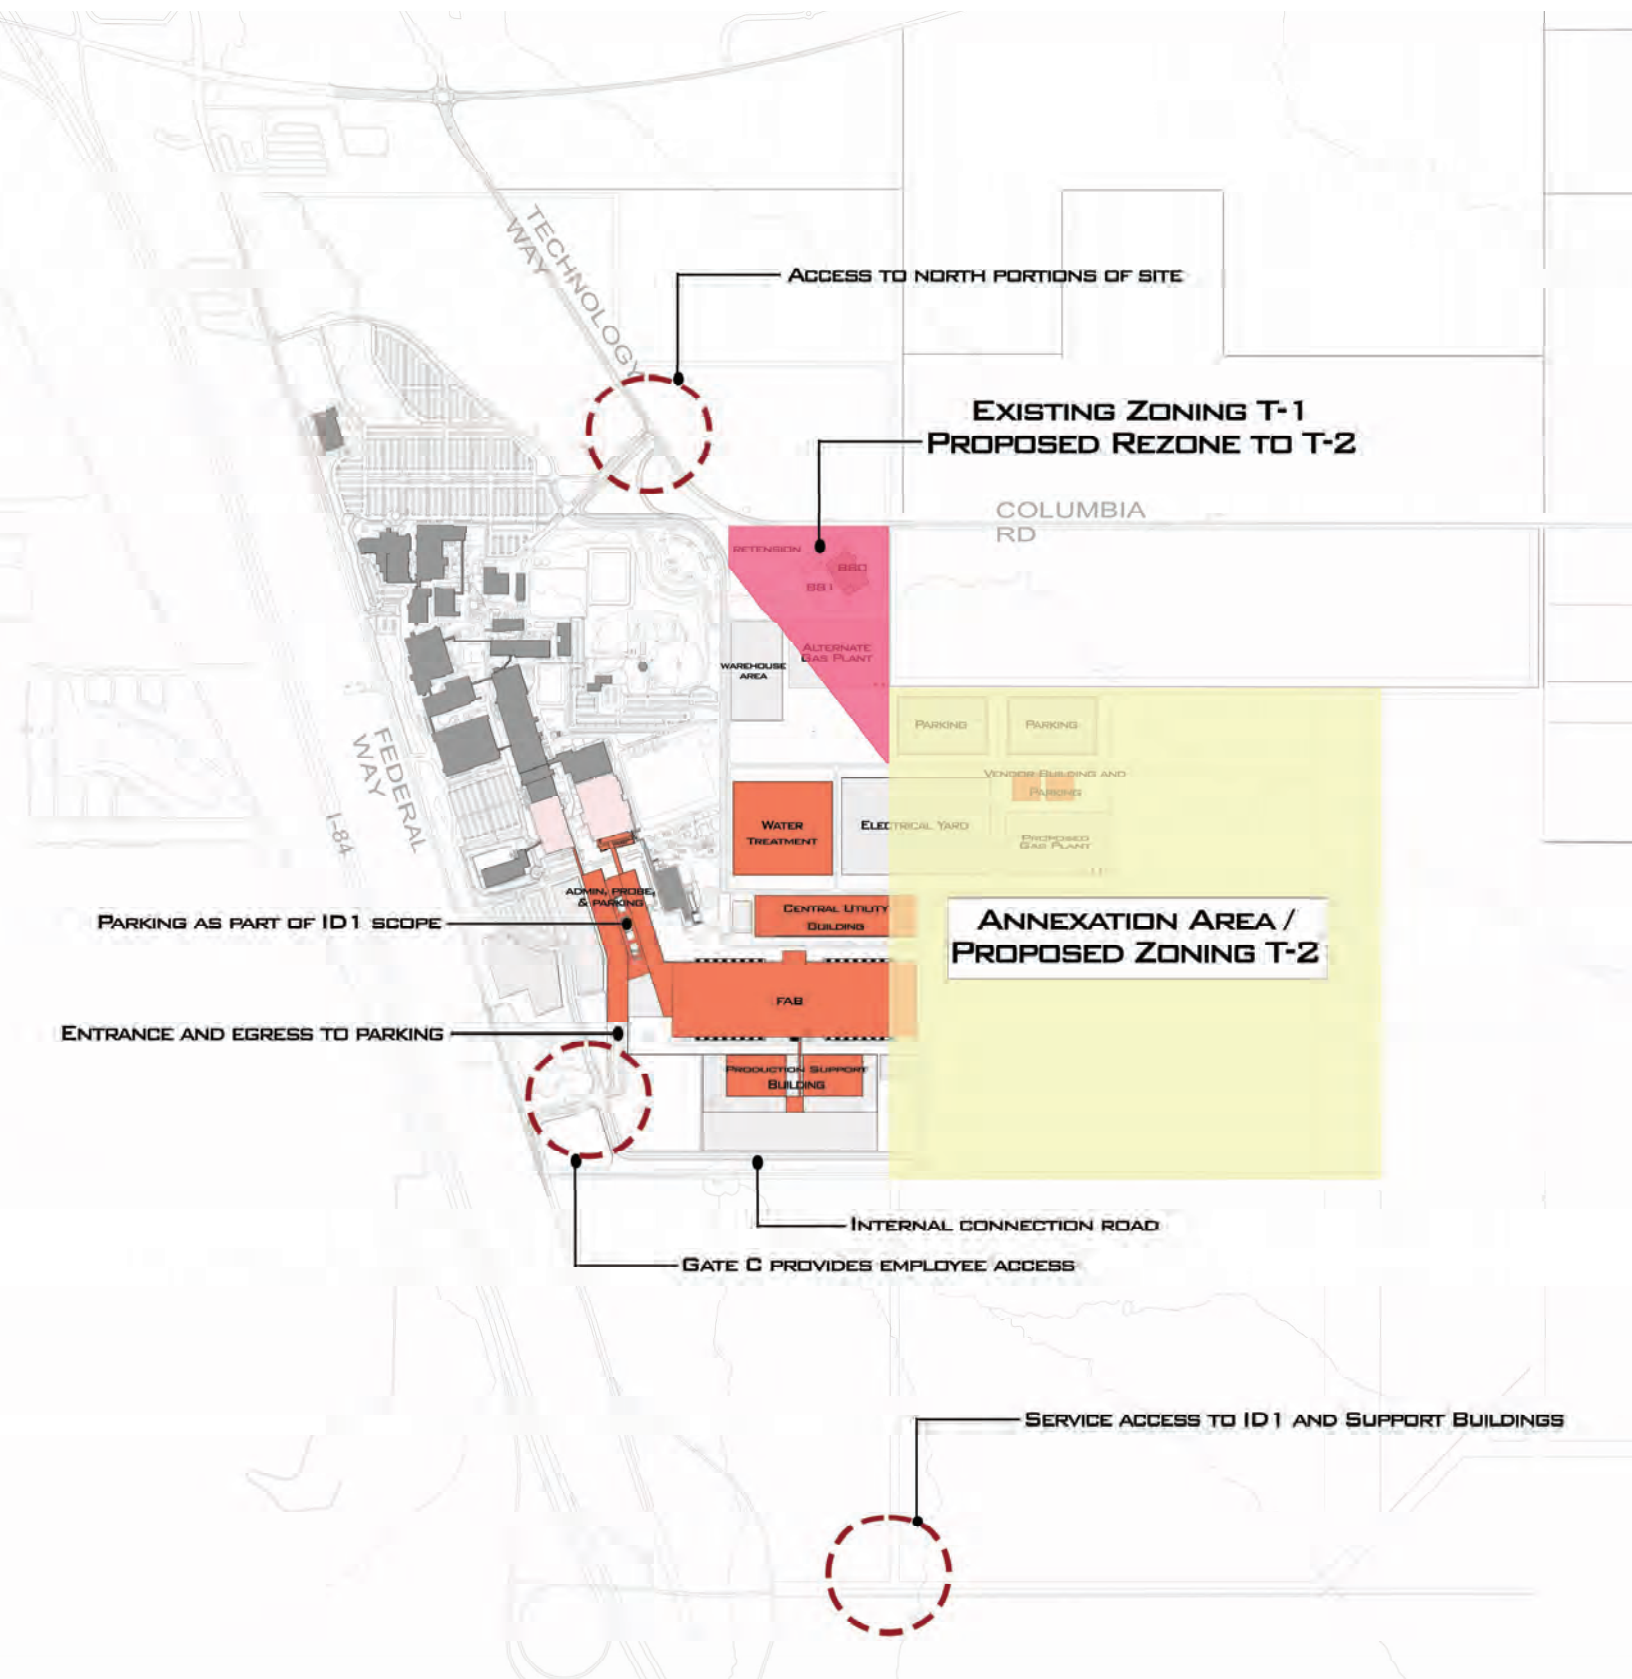 TECHNOLOGY
WAY
ACCESS TO NORTH PORTIONS OF SITE
EXISTING ZONING T-1
PROPOSED REZONE TO T-2
COLUMBIA
RD
RETENSION
880
881
ALTERNATE
GAS PLANT
WAREHOUSE
AREA
PARKING
PARKING
FEDERAL
WAY
I-84
VENDOR BUILDING AND
PARKING
WATER
TREATMENT
ELECTRICAL YARD
PROPOSED
GAS PLANT
ADMIN, PROBE,
& PARKING
PARKING AS PART OF ID1 SCOPE
CENTRAL UTILITY
BUILDING
ANNEXATION AREA /
PROPOSED ZONING T-2
FAB
ENTRANCE AND EGRESS TO PARKING
PRODUCTION SUPPORT
BUILDING
INTERNAL CONNECTION ROAD
GATE C PROVIDES EMPLOYEE ACCESS
SERVICE ACCESS TO ID1 AND SUPPORT BUILDINGS